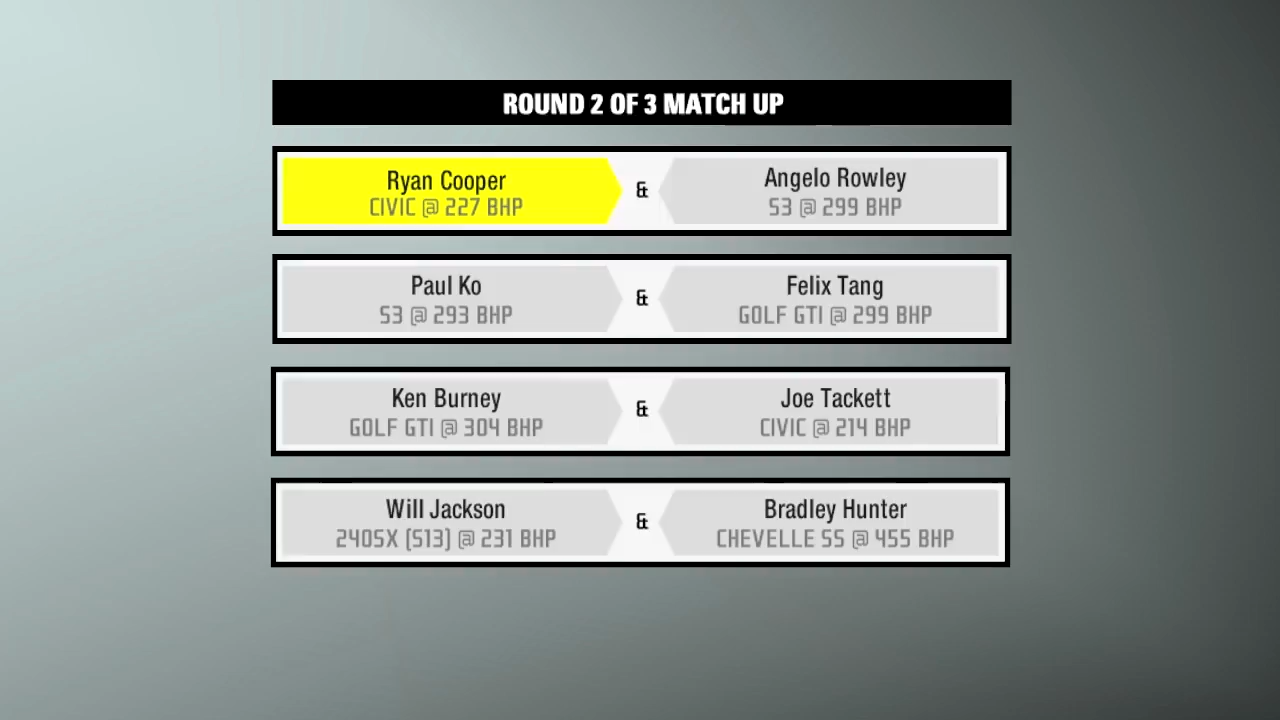 ROUND 2 OF 3 MATCH UP
Ryan Cooper
CIVIC @ 227 BHP
&
Angelo Rowley
S3 @ 299 BHP
Paul Ko
S3 @ 293 BHP
&
Felix Tang
GOLF GTI @ 299 BHP
Ken Burney
GOLF GTI @ 304 BHP
&
Joe Tackett
CIVIC @ 214 BHP
Will Jackson
240SX (S13) @ 231 BHP
&
Bradley Hunter
CHEVELLE SS @ 455 BHP